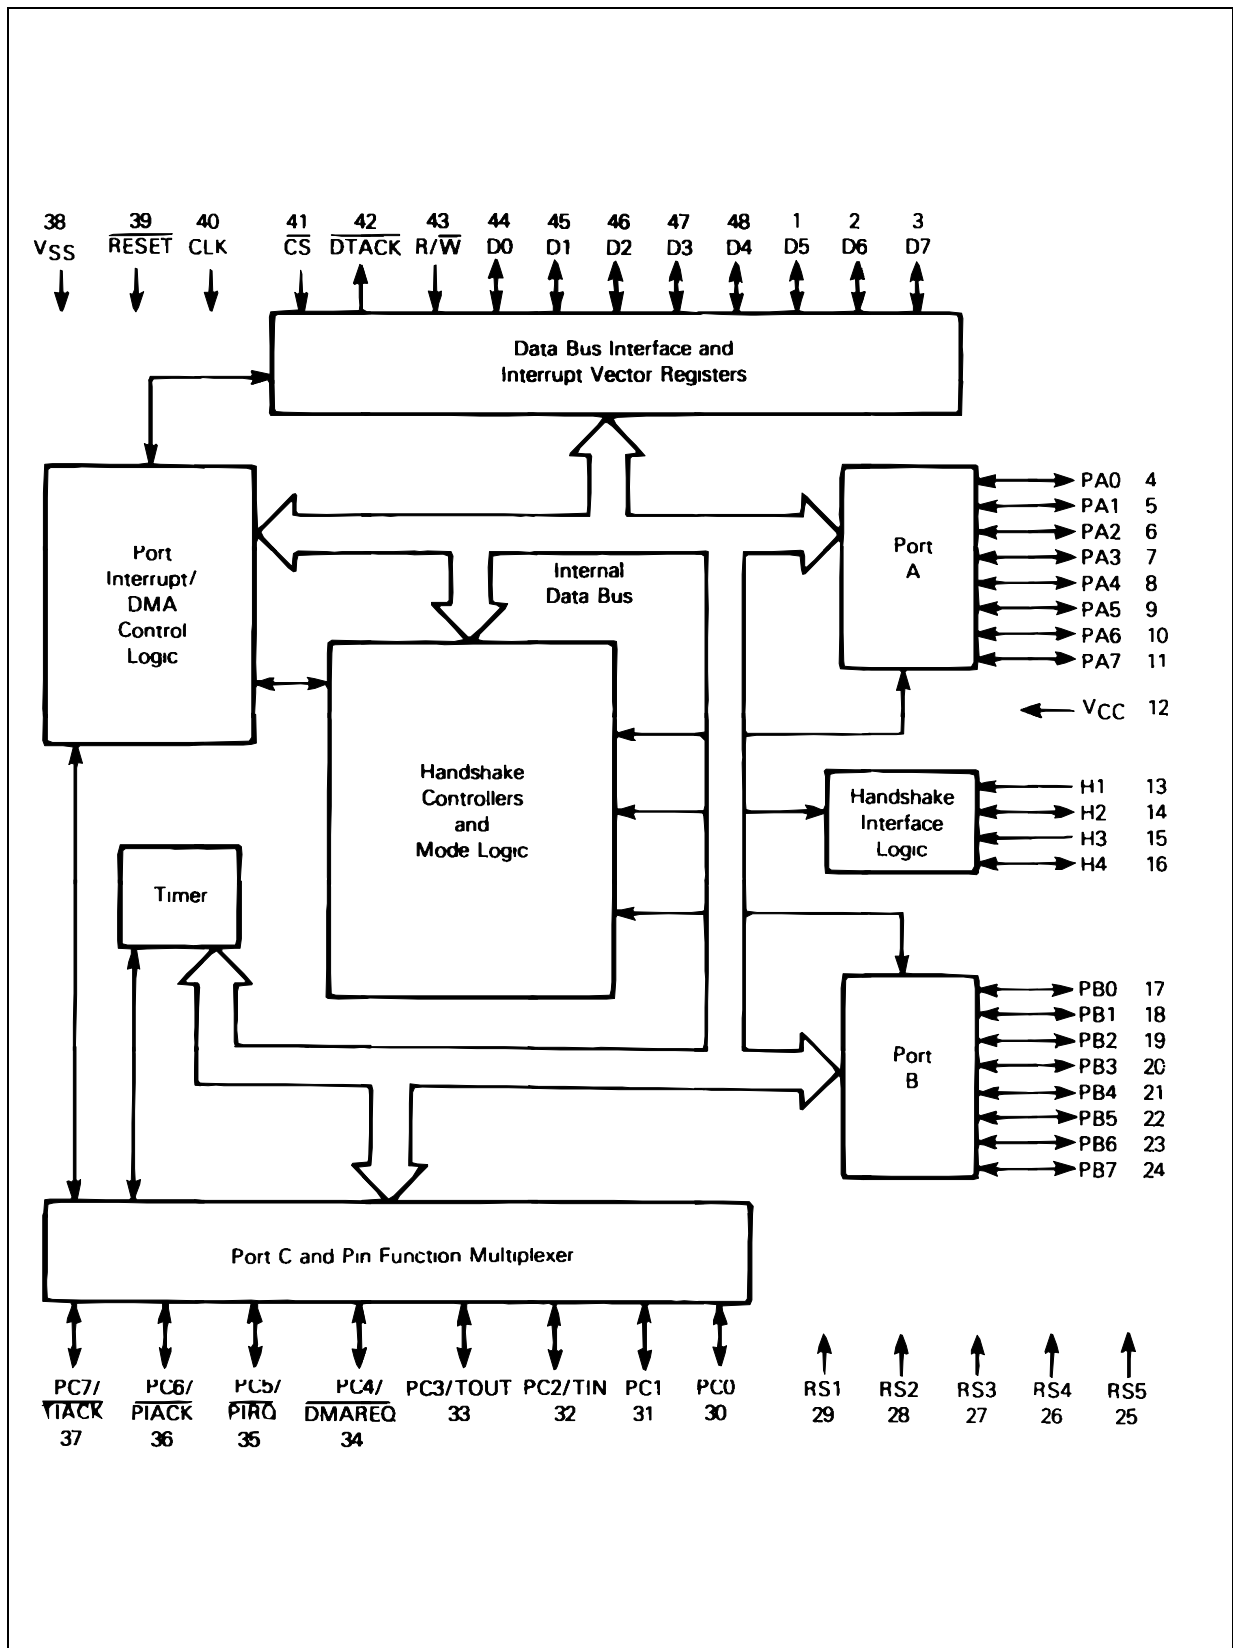 38 39 40 41 42 43 44 45 46 47 48 1 2 3
VSS RESET CLK CS DTACK R/W D0 D1 D2 D3 D4 D5 D6 D7
Data Bus Interface and
Interrupt Vector Registers
Port
Interrupt/
DMA
Control
Logic
Internal
Data Bus
Port
A
PA0 4
PA1 5
PA2 6
PA3 7
PA4 8
PA5 9
PA6 10
PA7 11
VCC 12
Handshake
Controllers
and
Mode Logic
Handshake
Interface
Logic
H1 13
H2 14
H3 15
H4 16
Timer
Port
B
PB0 17
PB1 18
PB2 19
PB3 20
PB4 21
PB5 22
PB6 23
PB7 24
Port C and Pin Function Multiplexer
PC7/ PC6/ PC5/ PC4/ PC3/TOUT PC2/TIN PC1 PC0 RS1 RS2 RS3 RS4 RS5
TIACK PIACK PIRQ DMAREQ 33 32 31 30 29 28 27 26 25
37 36 35 34